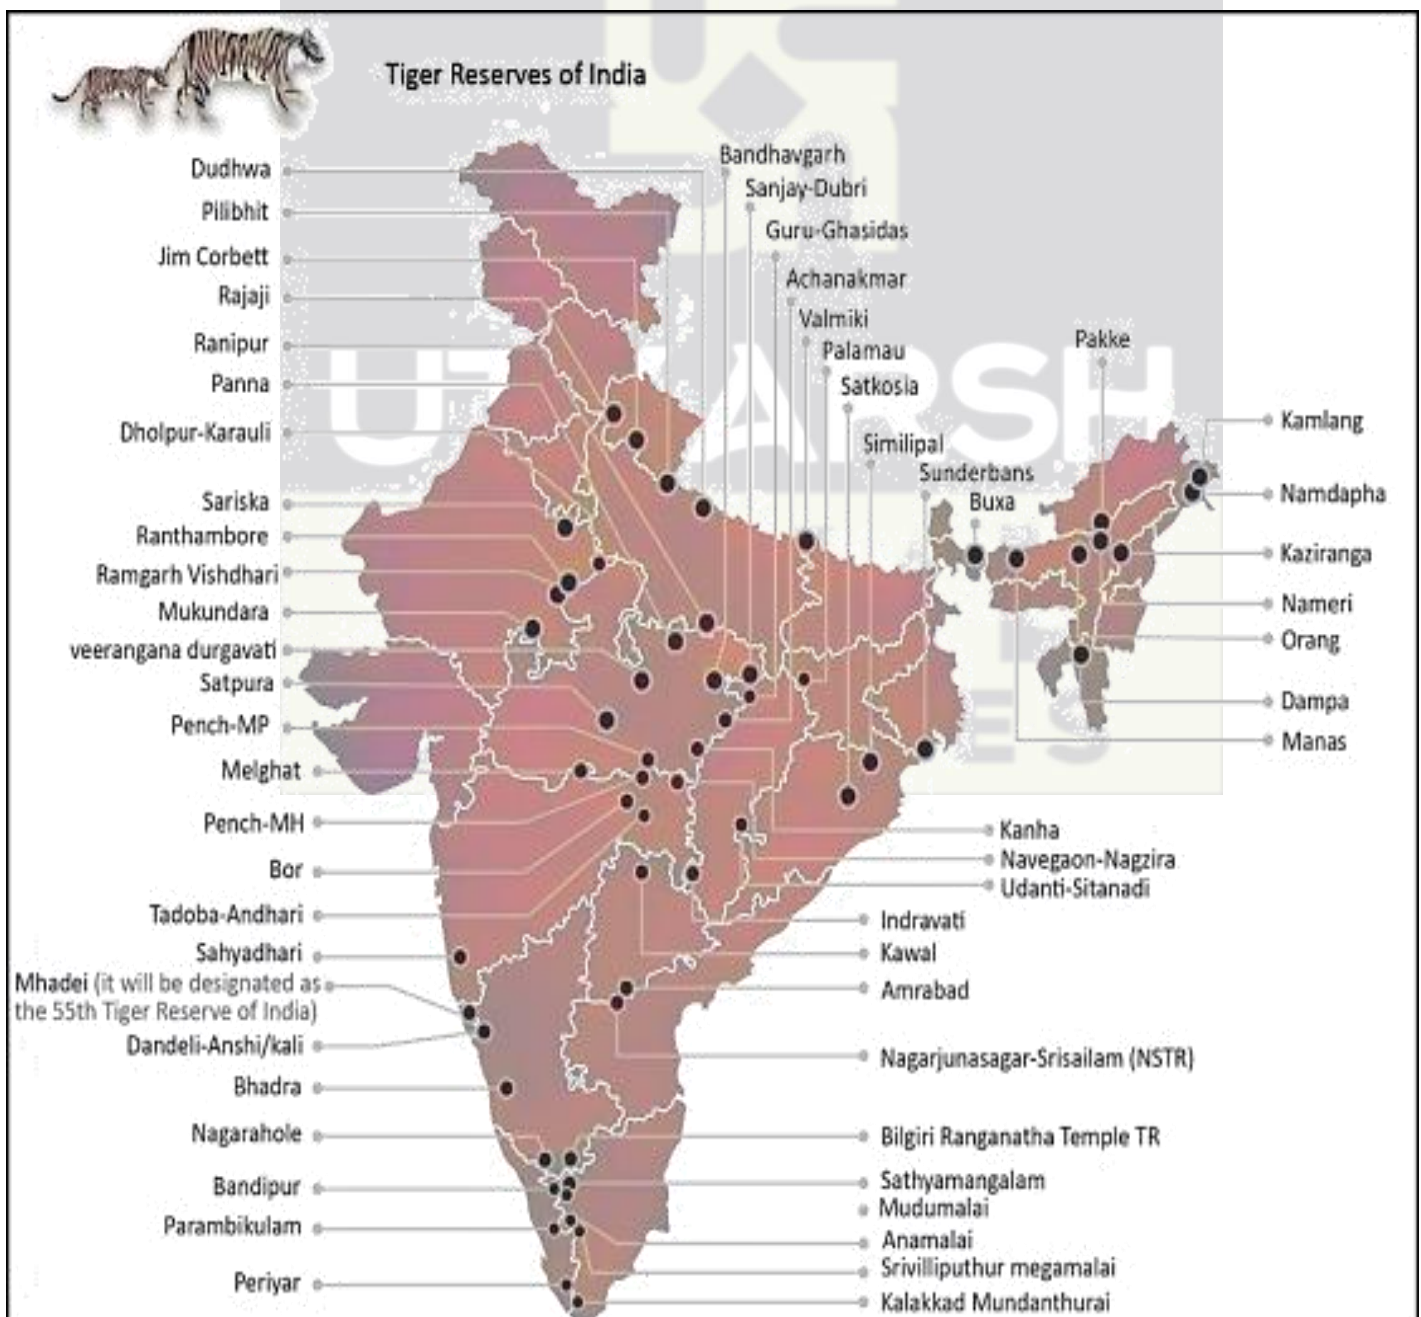 Tiger Reserves of India
Dudhwa
Pilibhit
Jim Corbett
Rajaji
Ranipur
Panna
Dholpur-Karauli
Sariska
Ranthambore
Ramgarh Vishdhari
Mukundara
veerangana durgavati
Satpura
Pench-MP
Melghat
Pench-MH
Bor
Tadoba-Andhari
Sahyadhari
Mhadei (it will be designated as
the 55th Tiger Reserve of India)
Dandeli-Anshi/kali
Bhadra
Nagarahole
Bandipur
Parambikulam
Periyar
Bandhavgarh
Sanjay-Dubri
Guru-Ghasidas
Achanakmar
Valmiki
Palamau
Satkosia
Similipal
Sunderbans
Buxa
Pakke
Kamlang
Namdapha
Kaziranga
Nameri
Orang
Dampa
Manas
Kanha
Navegaon-Nagzira
Udanti-Sitanadi
Indravati
Kawal
Amrabad
Nagarjunasagar-Srisailam (NSTR)
Bilgiri Ranganatha Temple TR
Sathyamangalam
Mudumalai
Anamalai
Srivilliputhur megamalai
Kalakkad Mundanthurai
UTKARSH